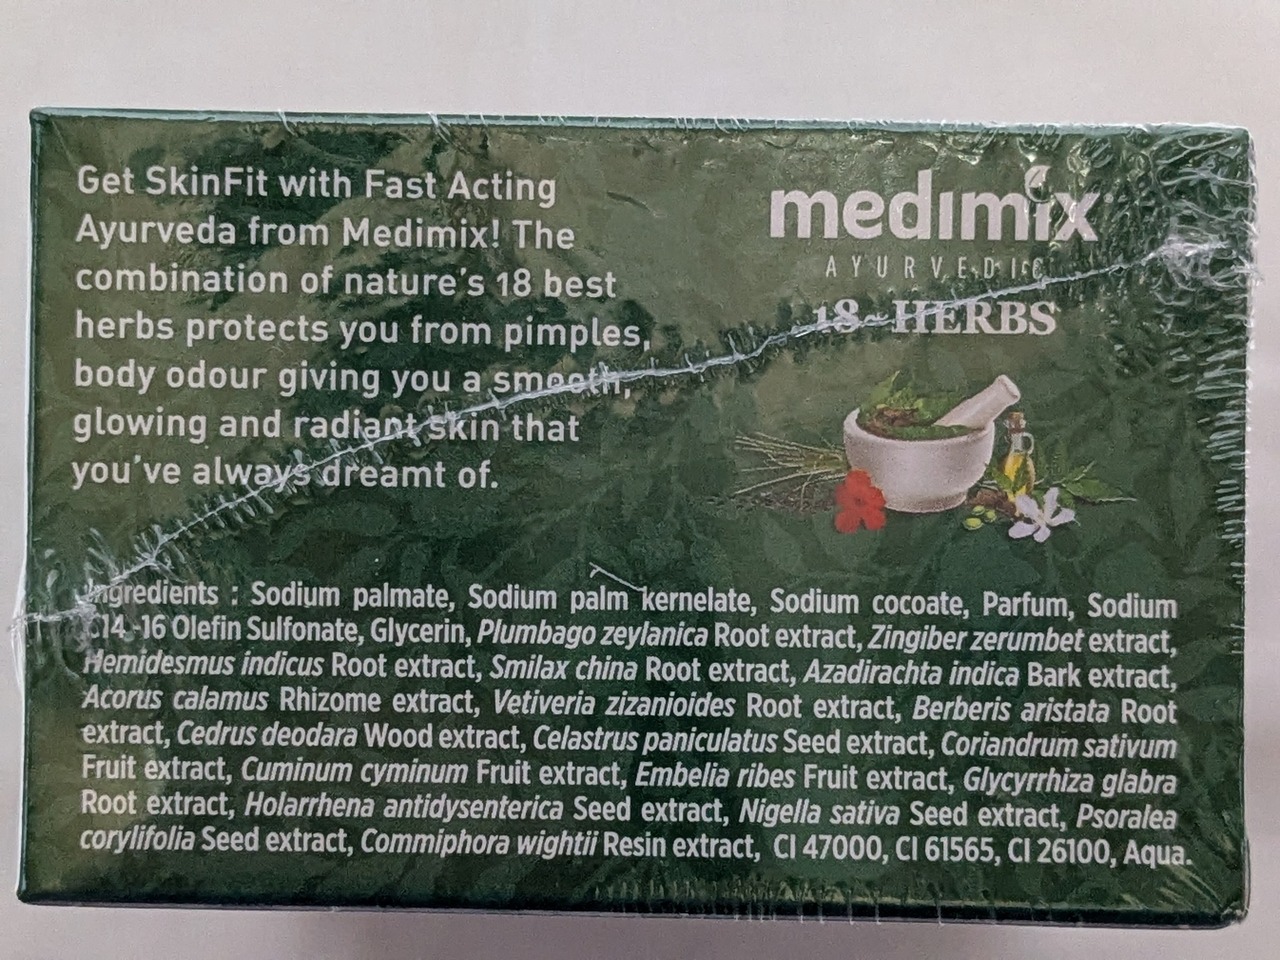 Get SkinFit with Fast Acting
Ayurveda from Medimix! The
combination of nature's 18 best
herbs protects you from pimples,
body odour giving you a smooth,
glowing and radiant skin that
you've always dreamt of.
medimix
AYURVEDIC
18 - HERBS
Ingredients : Sodium palmate, Sodium palm kernelate, Sodium cocoate, Parfum, Sodium
C14-16 Olefin Sulfonate, Glycerin, Plumbago zeylanica Root extract, Zingiber zerumbet extract,
Hemidesmus indicus Root extract, Smilax china Root extract, Azadirachta indica Bark extract,
Acorus calamus Rhizome extract, Vetiveria zizanioides Root extract, Berberis aristata Root
extract, Cedrus deodara Wood extract, Celastrus paniculatus Seed extract, Coriandrum sativum
Fruit extract, Cuminum cyminum Fruit extract, Embelia ribes Fruit extract, Glycyrrhiza glabra
Root extract, Holarrhena antidysenterica Seed extract, Nigella sativa Seed extract, Psoralea
corylifolia Seed extract, Commiphora wightii Resin extract, CI 47000, CI 61565, CI 26100, Aqua.